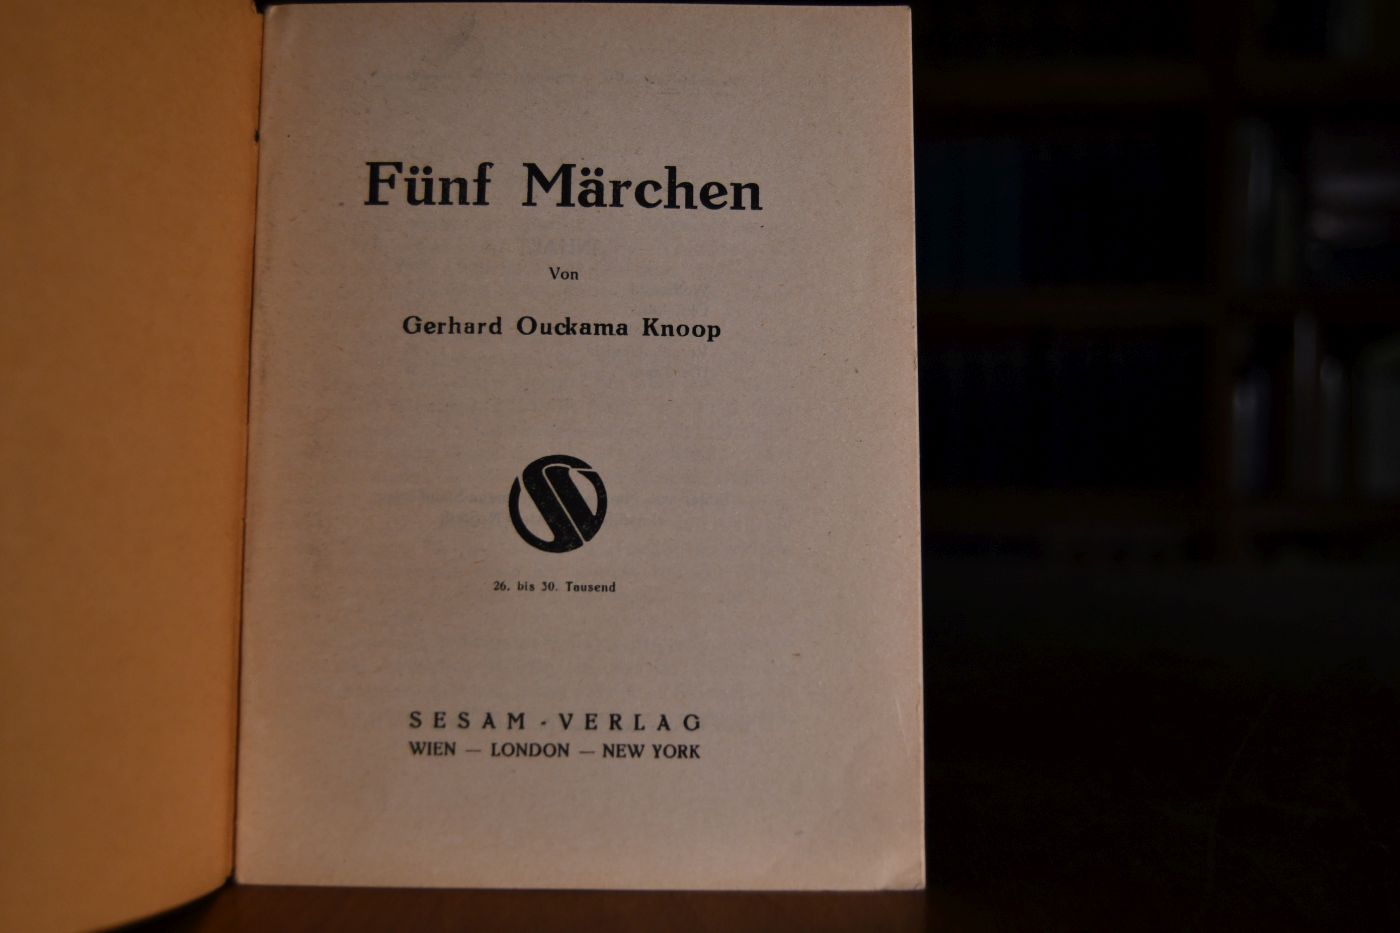 Fünf Märchen
Von
Gerhard Ouckama Knoop
26. bis 30. Tausend
SESAM-VERLAG
WIEN — LONDON — NEW YORK